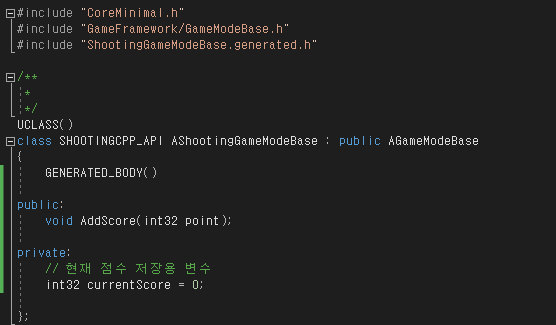 #include "CoreMinimal.h"
#include "GameFramework/GameModeBase.h"
#include "ShootingGameModeBase.generated.h"
/**
*
*/
UCLASS()
class SHOOTINGCPP_API AShootingGameModeBase : public AGameModeBase
{
GENERATED_BODY()
public:
void AddScore(int32 point);
private:
// 현재 점수 저장용 변수
int32 currentScore = 0;
};